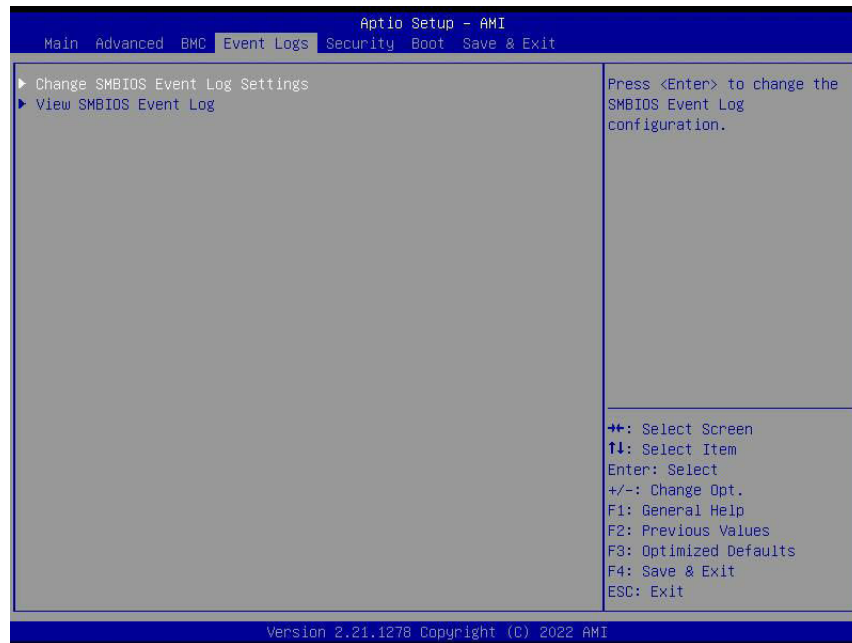 Aptio Setup – AMI
Main Advanced BMC Event Logs Security Boot Save & Exit
▶ Change SMBIOS Event Log Settings
▶ View SMBIOS Event Log
Press <Enter> to change the
SMBIOS Event Log
configuration.
→←: Select Screen
↑↓: Select Item
Enter: Select
+/-: Change Opt.
F1: General Help
F2: Previous Values
F3: Optimized Defaults
F4: Save & Exit
ESC: Exit
Version 2.21.1278 Copyright (C) 2022 AMI